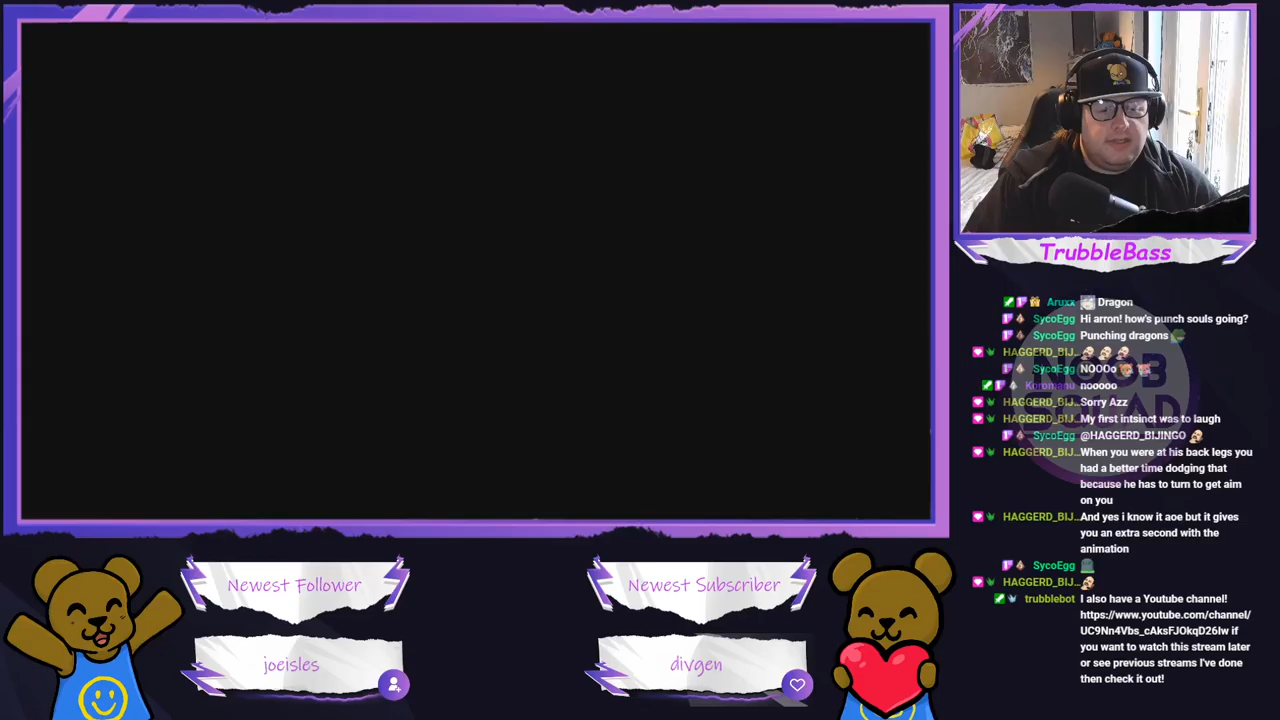 TrubbleBass
Aruxx Dragon
SycoEgg Hi arron! how's punch souls going?
SycoEgg Punching dragons
HAGGERD_BIJ...
SycoEgg NOOOo
Koromanu nooooo
HAGGERD_BIJ... Sorry Azz
HAGGERD_BIJ... My first intsinct was to laugh
SycoEgg @HAGGERD_BIJINGO
HAGGERD_BIJ... When you were at his back legs you
had a better time dodging that
because he has to turn to get aim
on you
HAGGERD_BIJ... And yes i know it aoe but it gives
you an extra second with the
animation
SycoEgg
HAGGERD_BIJ...
trubblebot I also have a Youtube channel!
https://www.youtube.com/channel/
UC9Nn4Vbs_cAksFJOkqD26Iw if
you want to watch this stream later
or see previous streams I've done
then check it out!
NOOB
SQUAD
Newest Follower
joeisles
Newest Subscriber
divgen